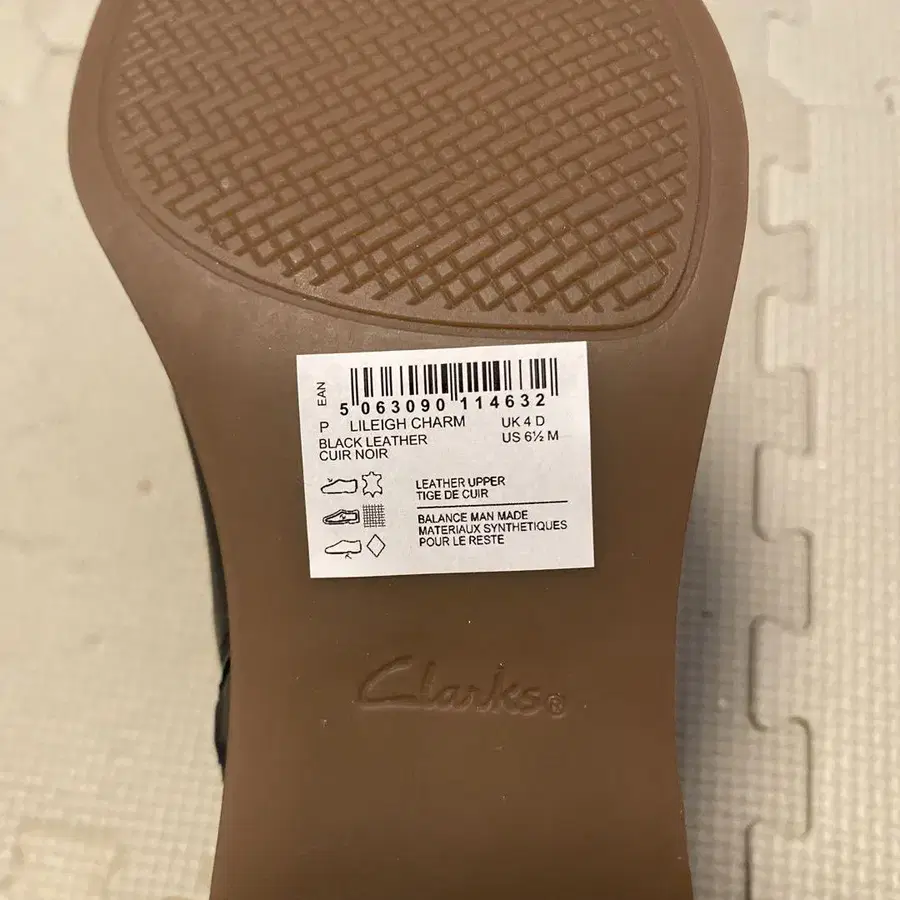 EAN
5 063090 114632
P LILEIGH CHARM UK 4 D
BLACK LEATHER US 6½ M
CUIR NOIR
LEATHER UPPER
TIGE DE CUIR
BALANCE MAN MADE
MATERIAUX SYNTHETIQUES
POUR LE RESTE
Clarks®